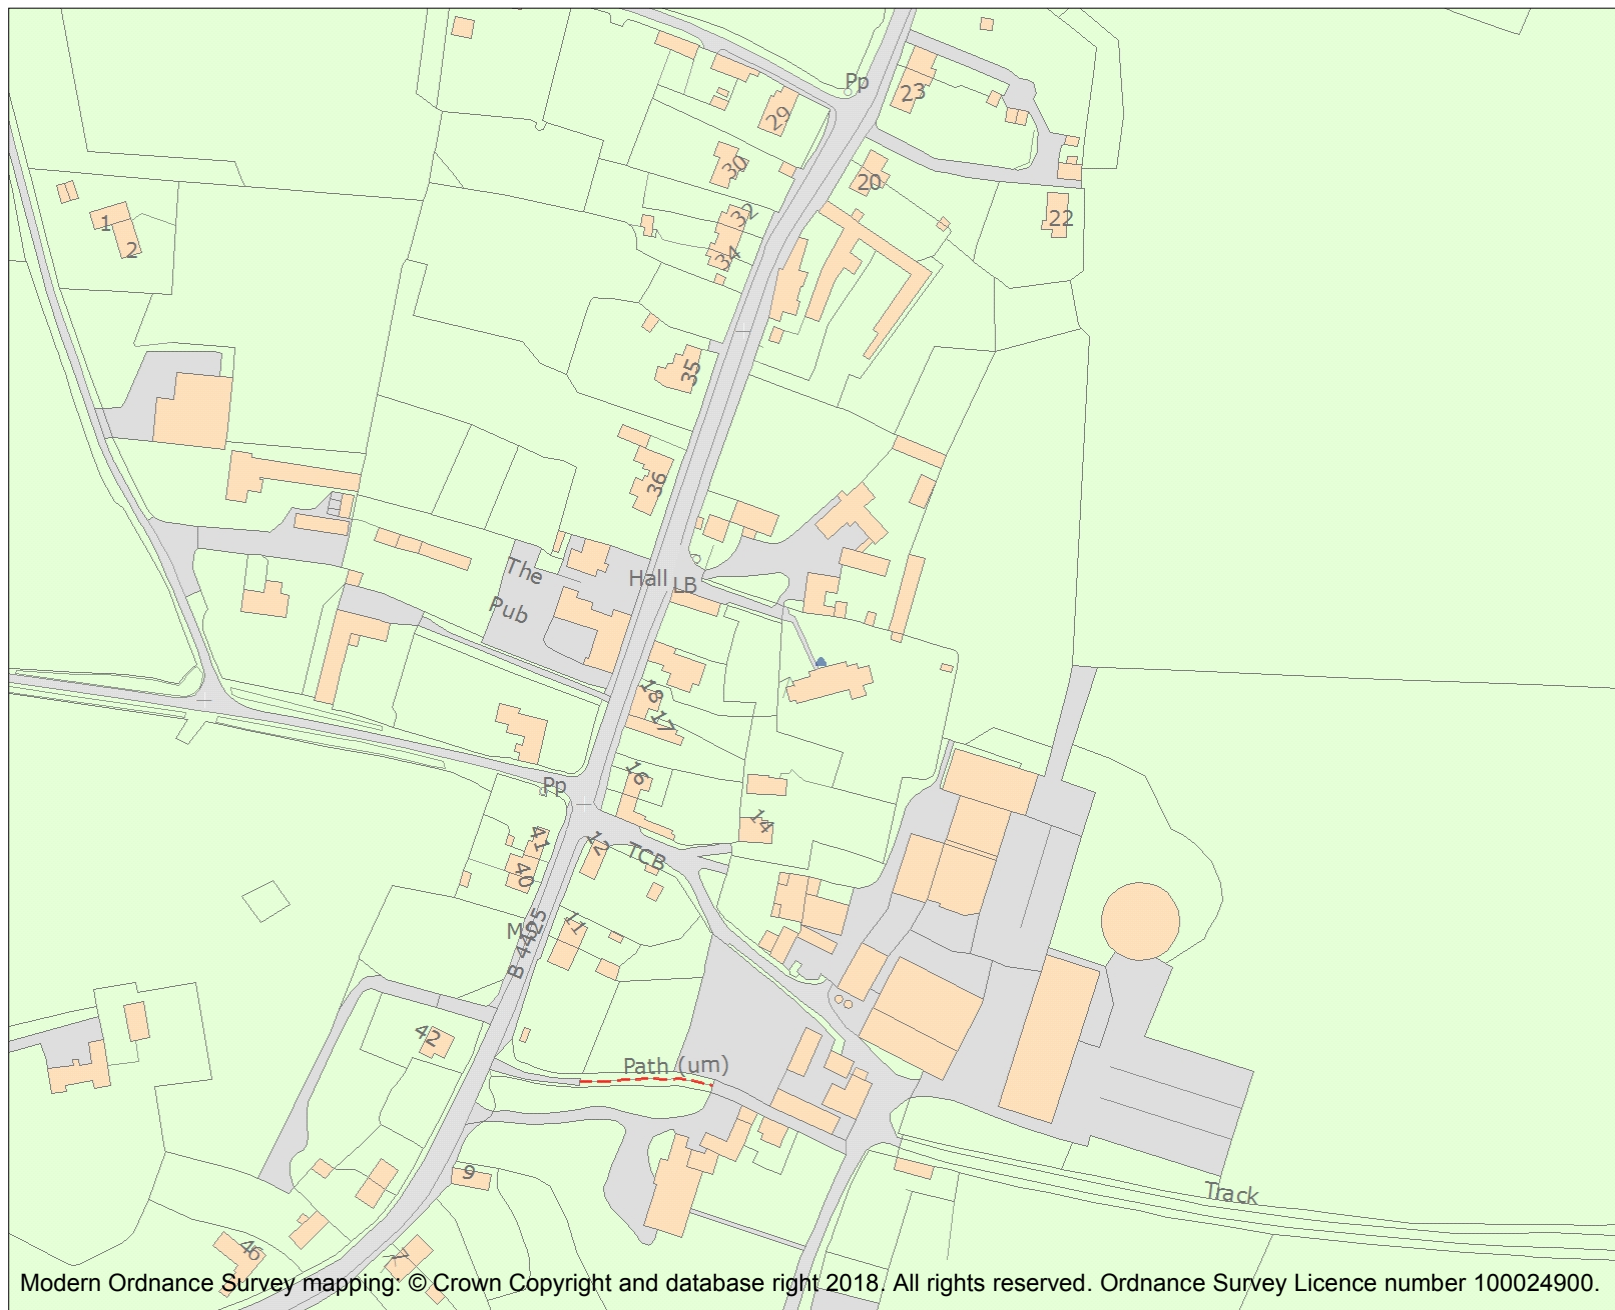 Pp
23
29
30
20
22
32
34
1
2
35
36
The
Pub
Hall
LB
18
17
16
Pp
14
41
12
TCB
40
11
B 4425
42
Path (um)
9
Track
46
7
Modern Ordnance Survey mapping: © Crown Copyright and database right 2018. All rights reserved. Ordnance Survey Licence number 100024900.